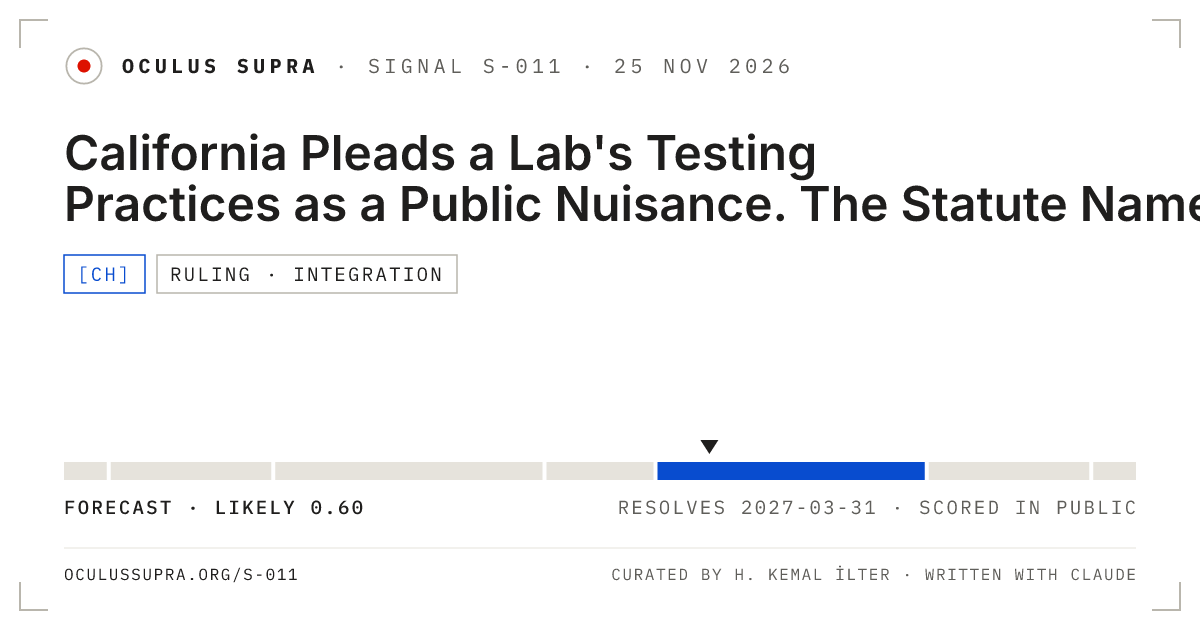 OCULUS SUPRA · SIGNAL S-011 · 25 NOV 2026
California Pleads a Lab's Testing
Practices as a Public Nuisance. The Statute Name
[CH] RULING · INTEGRATION
FORECAST · LIKELY 0.60 RESOLVES 2027-03-31 · SCORED IN PUBLIC
OCULUSSUPRA.ORG/S-011 CURATED BY H. KEMAL İLTER · WRITTEN WITH CLAUDE